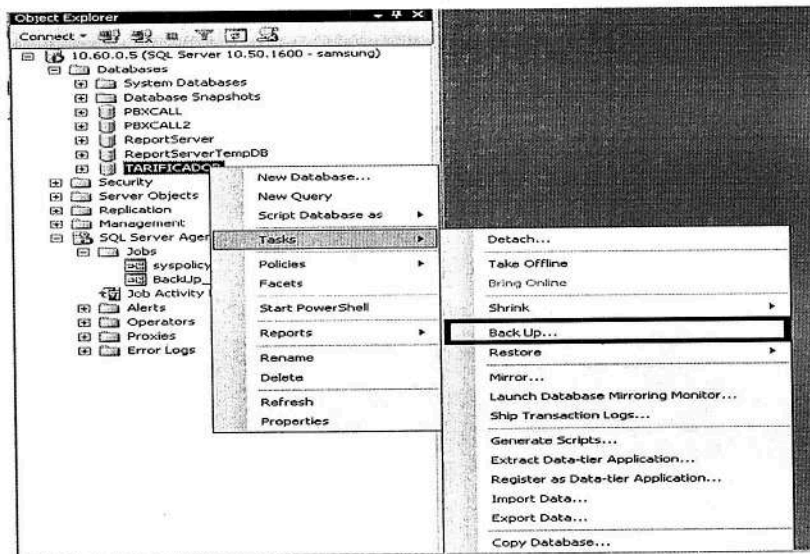 Object Explorer
Connect
10.60.0.5 (SQL Server 10.50.1600 - samsung)
Databases
System Databases
Database Snapshots
PBXCALL
PBXCALL2
ReportServer
ReportServerTempDB
TARIFICADOR
Security
Server Objects
Replication
Management
SQL Server Agen
Jobs
syspolicy
BackUp_
Job Activity
Alerts
Operators
Proxies
Error Logs
New Database...
New Query
Script Database as
Tasks
Policies
Facets
Start PowerShell
Reports
Rename
Delete
Refresh
Properties
Detach...
Take Offline
Bring Online
Shrink
Back Up...
Restore
Mirror...
Launch Database Mirroring Monitor...
Ship Transaction Logs...
Generate Scripts...
Extract Data-tier Application...
Register as Data-tier Application...
Import Data...
Export Data...
Copy Database...